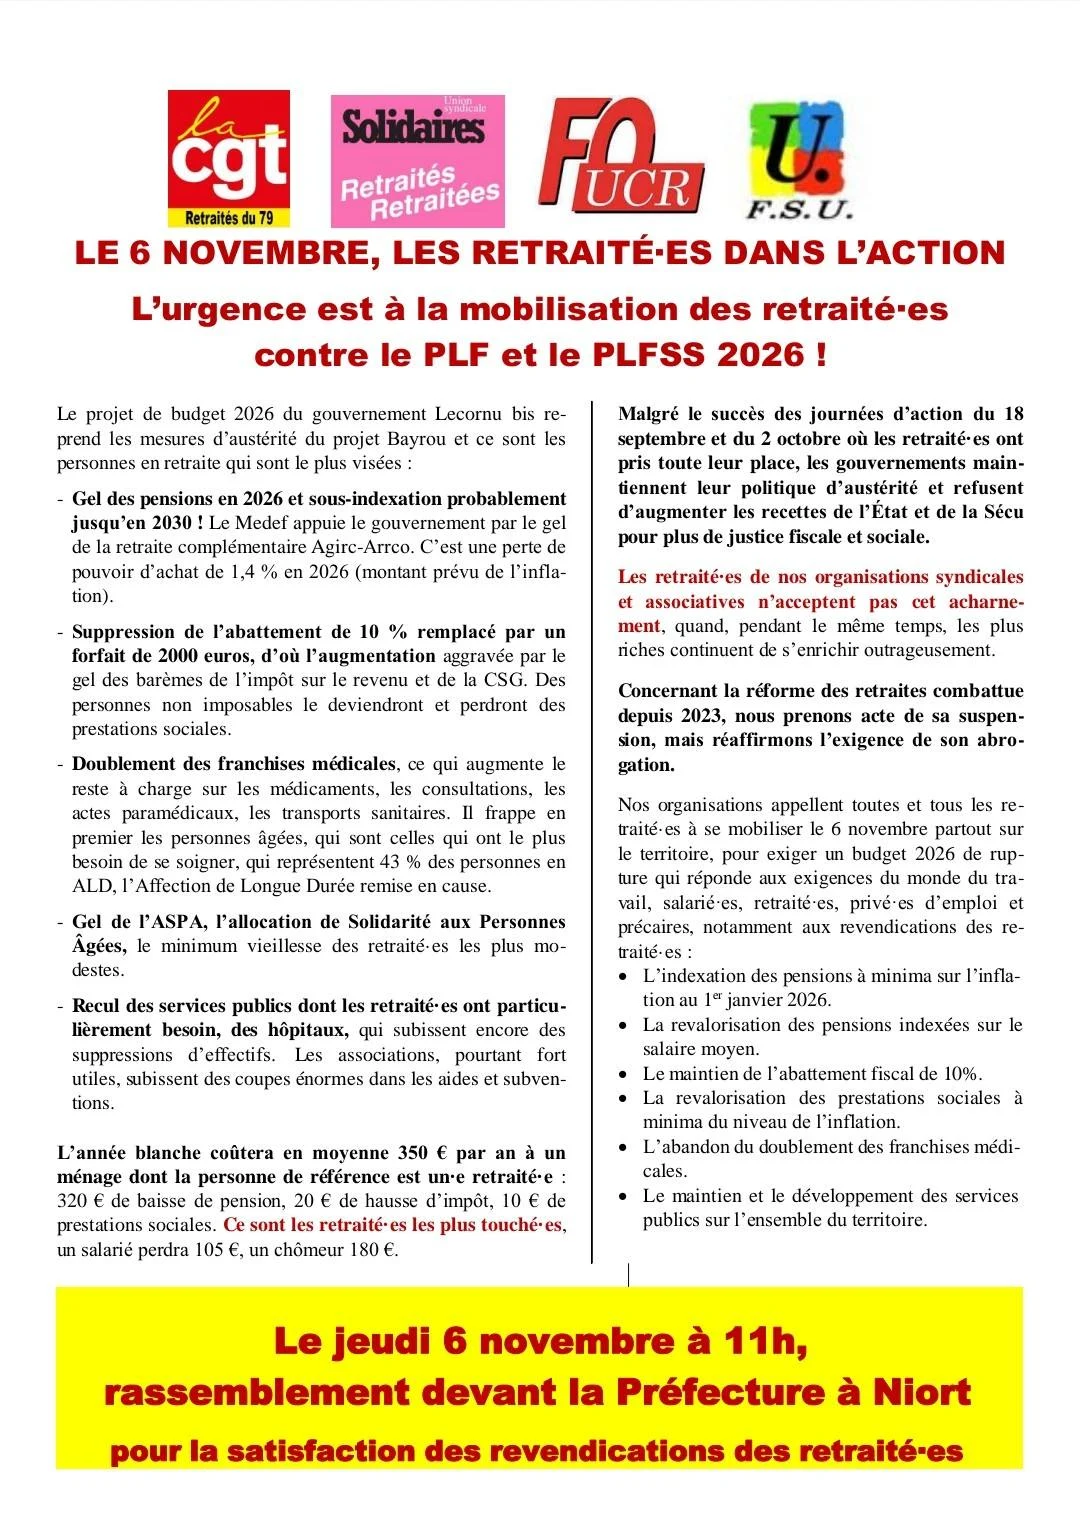 la
cgt
Retraités du 79
Union
syndicale
Solidaires
Retraités
Retraitées
FO
UCR
U.
F.S.U.
LE 6 NOVEMBRE, LES RETRAITÉ·ES DANS L’ACTION
L’urgence est à la mobilisation des retraité·es
contre le PLF et le PLFSS 2026 !
Le projet de budget 2026 du gouvernement Lecornu bis re-
prend les mesures d’austérité du projet Bayrou et ce sont les
personnes en retraite qui sont le plus visées :
- Gel des pensions en 2026 et sous-indexation probablement
jusqu’en 2030 ! Le Medef appuie le gouvernement par le gel
de la retraite complémentaire Agirc-Arrco. C’est une perte de
pouvoir d’achat de 1,4 % en 2026 (montant prévu de l’infla-
tion).
- Suppression de l’abattement de 10 % remplacé par un
forfait de 2000 euros, d’où l’augmentation aggravée par le
gel des barèmes de l’impôt sur le revenu et de la CSG. Des
personnes non imposables le deviendront et perdront des
prestations sociales.
- Doublement des franchises médicales, ce qui augmente le
reste à charge sur les médicaments, les consultations, les
actes paramédicaux, les transports sanitaires. Il frappe en
premier les personnes âgées, qui sont celles qui ont le plus
besoin de se soigner, qui représentent 43 % des personnes en
ALD, l’Affection de Longue Durée remise en cause.
- Gel de l’ASPA, l’allocation de Solidarité aux Personnes
Âgées, le minimum vieillesse des retraité·es les plus mo-
destes.
- Recul des services publics dont les retraité·es ont particu-
lièrement besoin, des hôpitaux, qui subissent encore des
suppressions d’effectifs. Les associations, pourtant fort
utiles, subissent des coupes énormes dans les aides et subven-
tions.
L’année blanche coûtera en moyenne 350 € par an à un
ménage dont la personne de référence est un·e retraité·e :
320 € de baisse de pension, 20 € de hausse d’impôt, 10 € de
prestations sociales. Ce sont les retraité·es les plus touché·es,
un salarié perdra 105 €, un chômeur 180 €.
Malgré le succès des journées d’action du 18
septembre et du 2 octobre où les retraité·es ont
pris toute leur place, les gouvernements main-
tiennent leur politique d’austérité et refusent
d’augmenter les recettes de l’État et de la Sécu
pour plus de justice fiscale et sociale.
Les retraité·es de nos organisations syndicales
et associatives n’acceptent pas cet acharne-
ment, quand, pendant le même temps, les plus
riches continuent de s’enrichir outrageusement.
Concernant la réforme des retraites combattue
depuis 2023, nous prenons acte de sa suspen-
sion, mais réaffirmons l’exigence de son abro-
gation.
Nos organisations appellent toutes et tous les re-
traité·es à se mobiliser le 6 novembre partout sur
le territoire, pour exiger un budget 2026 de rup-
ture qui réponde aux exigences du monde du tra-
vail, salarié·es, retraité·es, privé·es d’emploi et
précaires, notamment aux revendications des re-
traité·es :
• L’indexation des pensions à minima sur l’infla-
tion au 1er janvier 2026.
• La revalorisation des pensions indexées sur le
salaire moyen.
• Le maintien de l’abattement fiscal de 10%.
• La revalorisation des prestations sociales à
minima du niveau de l’inflation.
• L’abandon du doublement des franchises médi-
cales.
• Le maintien et le développement des services
publics sur l’ensemble du territoire.
Le jeudi 6 novembre à 11h,
rassemblement devant la Préfecture à Niort
pour la satisfaction des revendications des retraité·es